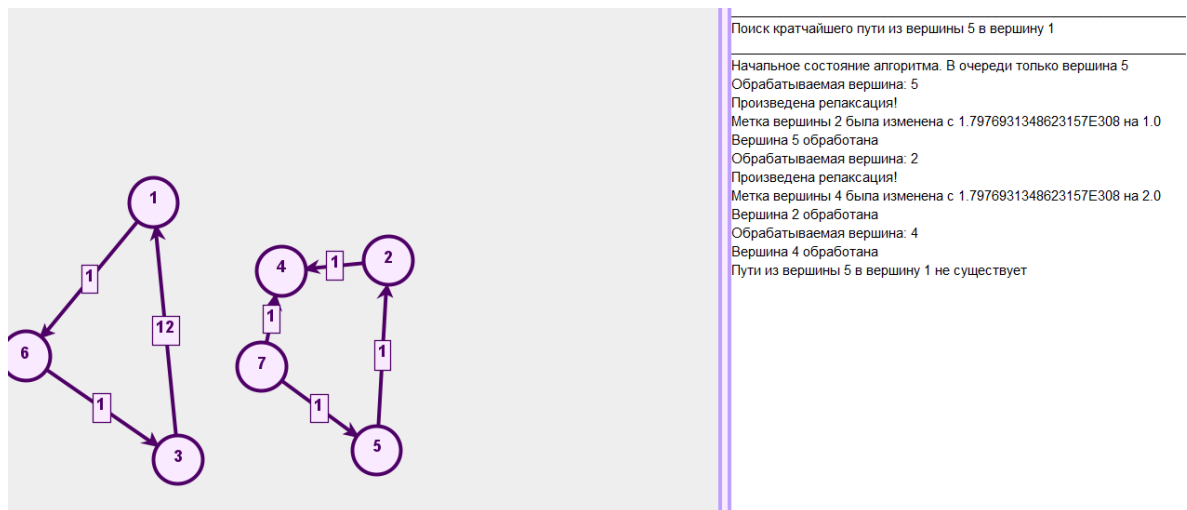 Поиск кратчайшего пути из вершины 5 в вершину 1
Начальное состояние алгоритма. В очереди только вершина 5
Обрабатываемая вершина: 5
Произведена релаксация!
Метка вершины 2 была изменена с 1.7976931348623157E308 на 1.0
Вершина 5 обработана
Обрабатываемая вершина: 2
Произведена релаксация!
Метка вершины 4 была изменена с 1.7976931348623157E308 на 2.0
Вершина 2 обработана
Обрабатываемая вершина: 4
Вершина 4 обработана
Пути из вершины 5 в вершину 1 не существует
1
1
12
6
1
3
4
1
2
1
7
1
1
5